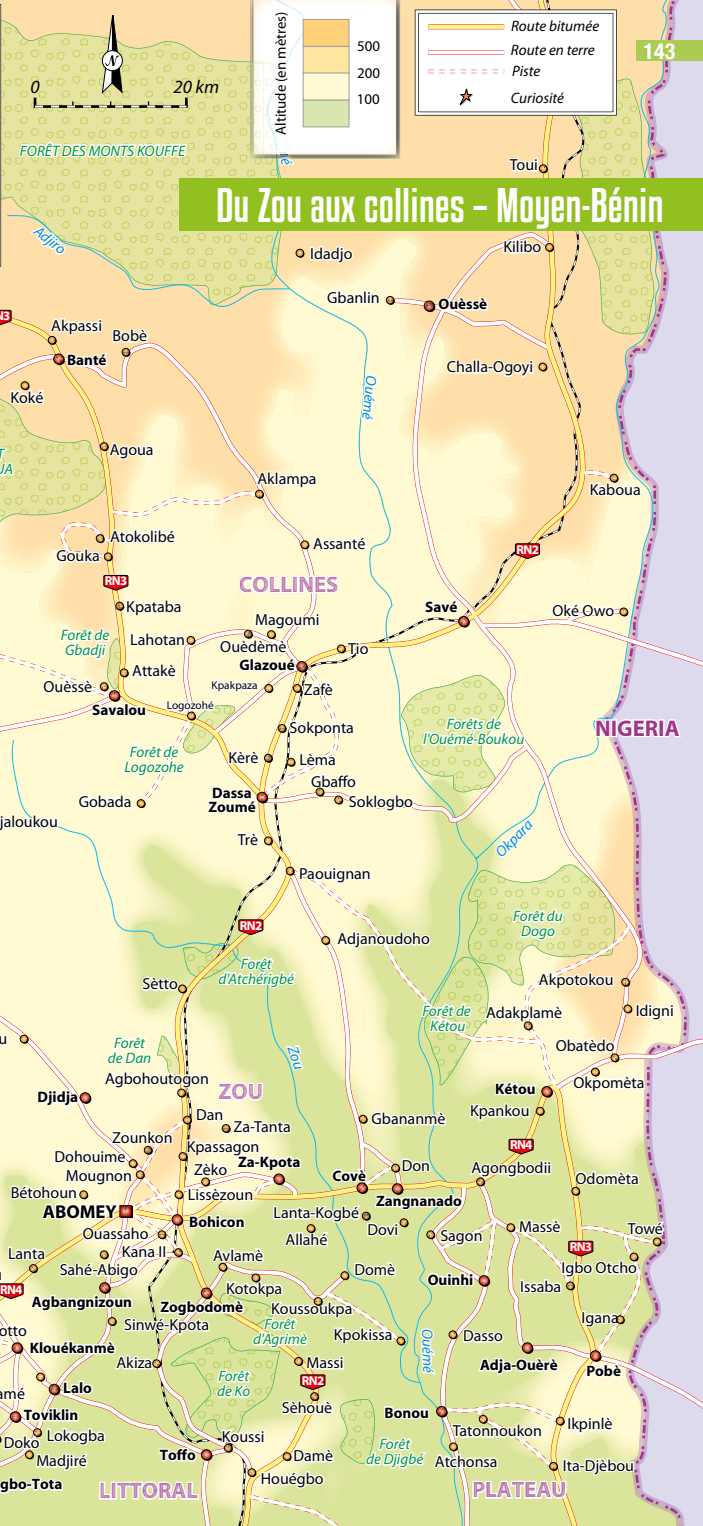 Altitude (en mètres)
500
200
100
Route bitumée
Route en terre
Piste
Curiosité
143
N
0 20 km
FORÊT DES MONTS KOUFFE
Toui
Du Zou aux collines – Moyen-Bénin
Adjiro
Idadjo
Kilibo
Gbanlin
Ouèssè
Akpassi
Bobè
Banté
Challa-Ogoyi
Koké
Ouémé
Agoua
Aklampa
Kaboua
Atokolibé
Assanté
Gouka
RN2
RN3
COLLINES
Kpataba
Savé
Oké Owo
Magoumi
Forêt de
Gbadji
Lahotan
Ouèdèmè
Tio
Glazoué
Attakè
Ouèssè
Kpakpaza
Zafè
Savalou
Logozohé
Sokponta
Forêts de
l'Ouémé-Boukou
NIGERIA
Forêt de
Logozohe
Kèrè
Lèma
Gbaffo
Dassa
Zoumé
Gobada
Soklogbo
jaloukou
Okpara
Trè
Paouignan
RN2
Forêt du
Dogo
Adjanoudoho
Forêt
d'Atchérigbé
Sètto
Akpotokou
Forêt de
Kétou
Adakplamè
Idigni
Forêt
de Dan
Zou
Obatèdo
Agbohoutogon
ZOU
Kétou
Okpomèta
Djidja
Dan
Za-Tanta
Gbananmè
Kpankou
Zounkon
RN4
Kpassagon
Dohouime
Za-Kpota
Mougnon
Zèko
Covè
Don
Agongbodii
Odomèta
Bétohoun
Lissèzoun
Zangnanado
ABOMEY
Bohicon
Lanta-Kogbé
Dovi
Massè
Towé
Ouassaho
Allahé
Sagon
Lanta
Kana II
RN3
Avlamè
Igbo Otcho
Sahé-Abigo
Domè
Ouinhi
Issaba
RN4
Kotokpa
Agbangnizoun
Zogbodomè
Koussoukpa
Igana
Sinwé-Kpota
Forêt
d'Agrimè
Kpokissa
Ouémé
Dasso
otto
Klouékanmè
Akiza
Massi
Adja-Ouèrè
Pobè
Forêt
de Ko
RN2
amé
Lalo
Sèhouè
Toviklin
Bonou
Ikpinlè
Lokogba
Koussi
Tatonnoukon
Doko
Toffo
Damè
Forêt
de Djigbé
Madjiré
Atchonsa
Ita-Djèbou
gbo-Tota
Houégbo
LITTORAL
PLATEAU